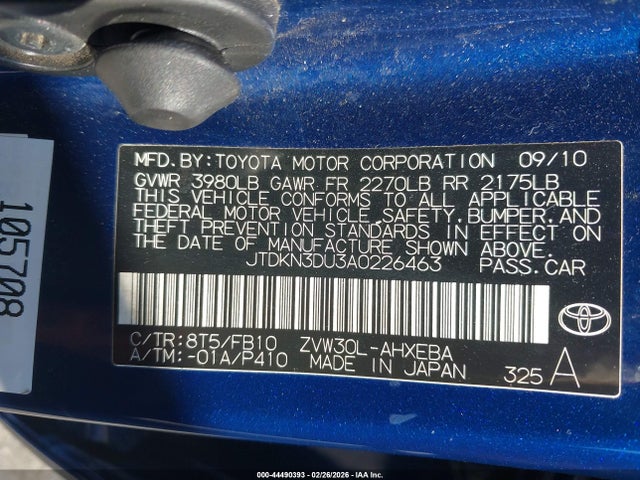 MFD.BY:TOYOTA MOTOR CORPORATION 09/10
GVWR 3980LB GAWR FR 2270LB RR 2175LB
THIS VEHICLE CONFORMS TO ALL APPLICABLE
FEDERAL MOTOR VEHICLE SAFETY,BUMPER,AND
THEFT PREVENTION STANDARDS IN EFFECT ON
THE DATE OF MANUFACTURE SHOWN ABOVE.
JTDKN3DU3A0226463 PASS.CAR
C/TR:8T5/FB10 ZVW30L-AHXEBA
A/TM:-01A/P410 MADE IN JAPAN
325 A
105708
000-44490393 - 02/26/2026 - IAA Inc.